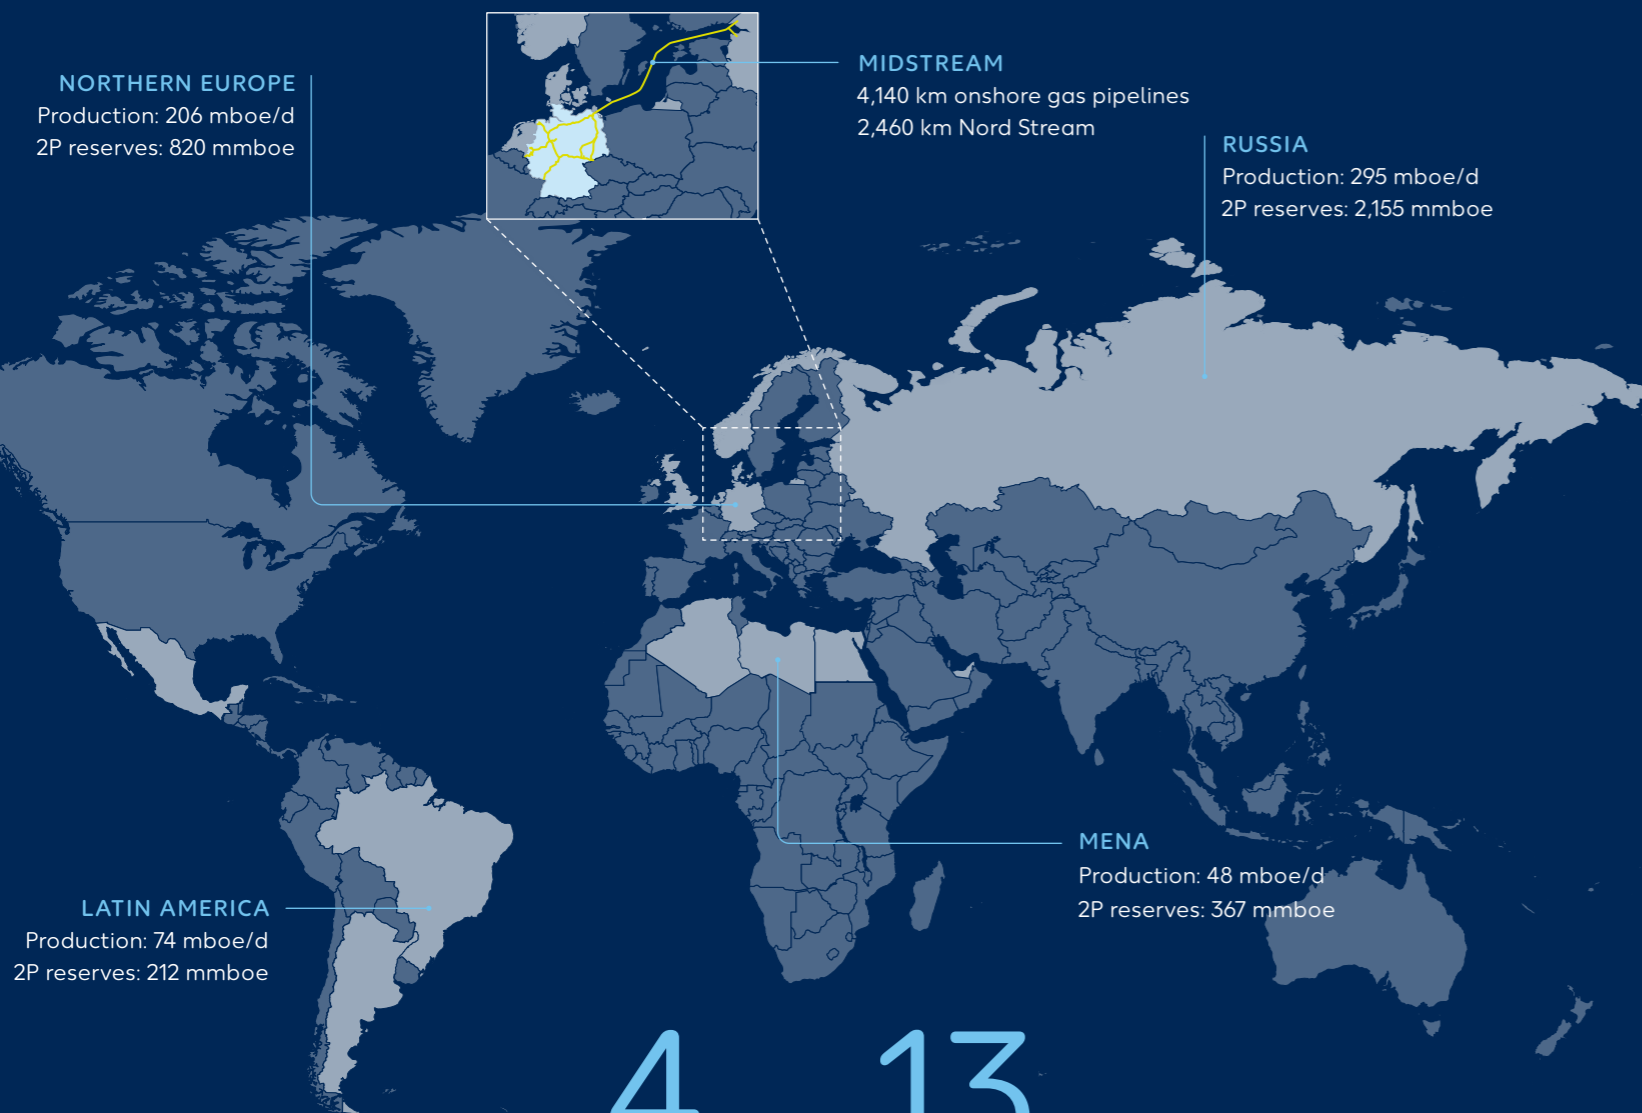 NORTHERN EUROPE
Production: 206 mboe/d
2P reserves: 820 mmboe
MIDSTREAM
4,140 km onshore gas pipelines
2,460 km Nord Stream
RUSSIA
Production: 295 mboe/d
2P reserves: 2,155 mmboe
MENA
Production: 48 mboe/d
2P reserves: 367 mmboe
LATIN AMERICA
Production: 74 mboe/d
2P reserves: 212 mmboe
4
13